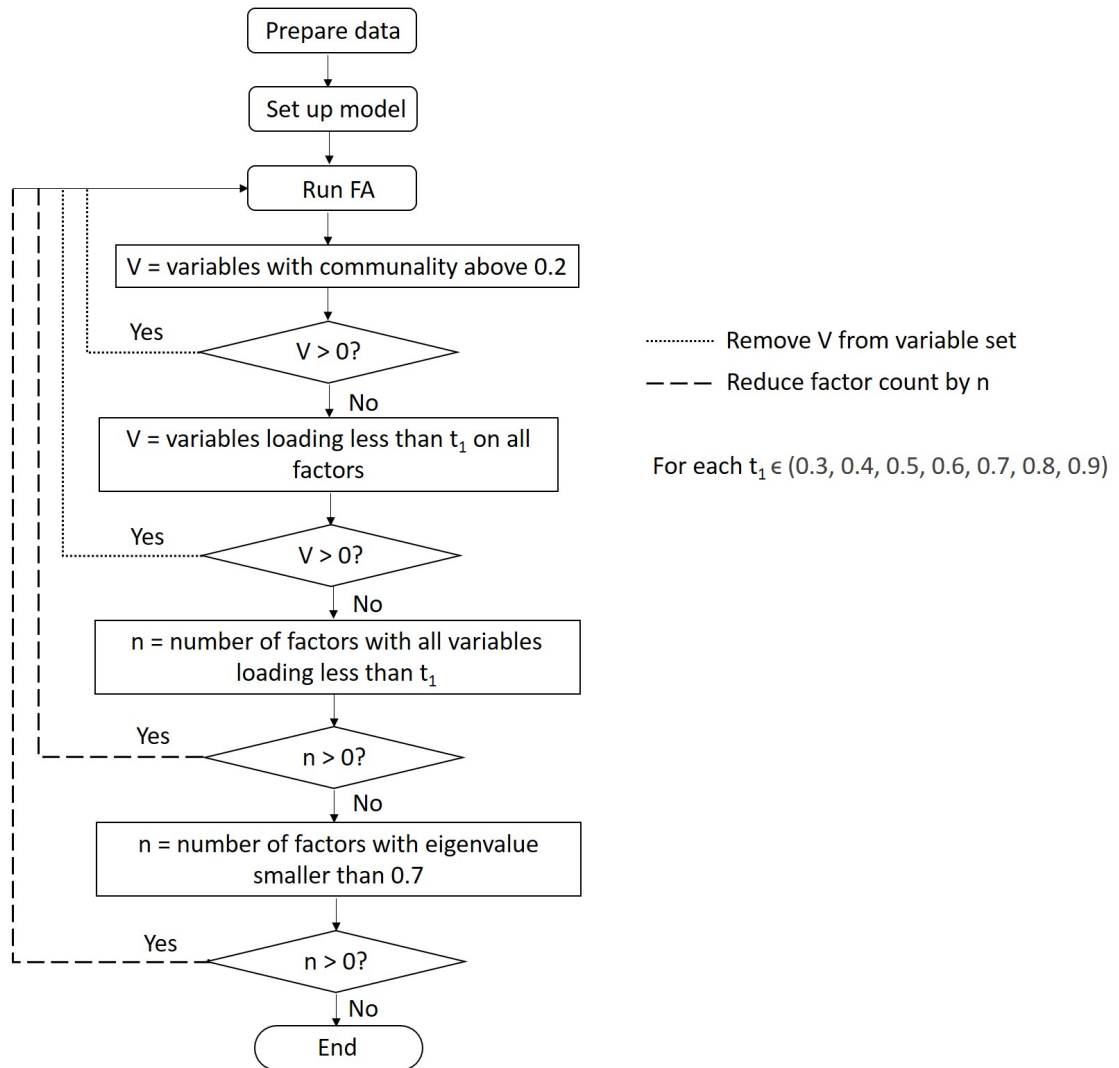 Prepare data
Set up model
Run FA
V = variables with communality above 0.2
Yes
V > 0?
No
V = variables loading less than t₁ on all
factors
Yes
V > 0?
No
n = number of factors with all variables
loading less than t₁
Yes
n > 0?
No
n = number of factors with eigenvalue
smaller than 0.7
Yes
n > 0?
No
End
Remove V from variable set
Reduce factor count by n
For each t₁ ϵ (0.3, 0.4, 0.5, 0.6, 0.7, 0.8, 0.9)